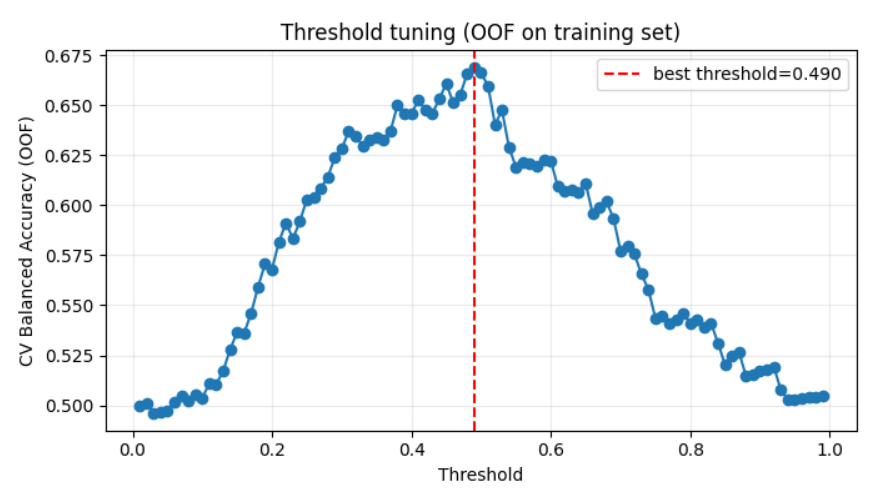 Threshold tuning (OOF on training set)
best threshold=0.490
CV Balanced Accuracy (OOF)
0.675
0.650
0.625
0.600
0.575
0.550
0.525
0.500
0.0 0.2 0.4 0.6 0.8 1.0
Threshold